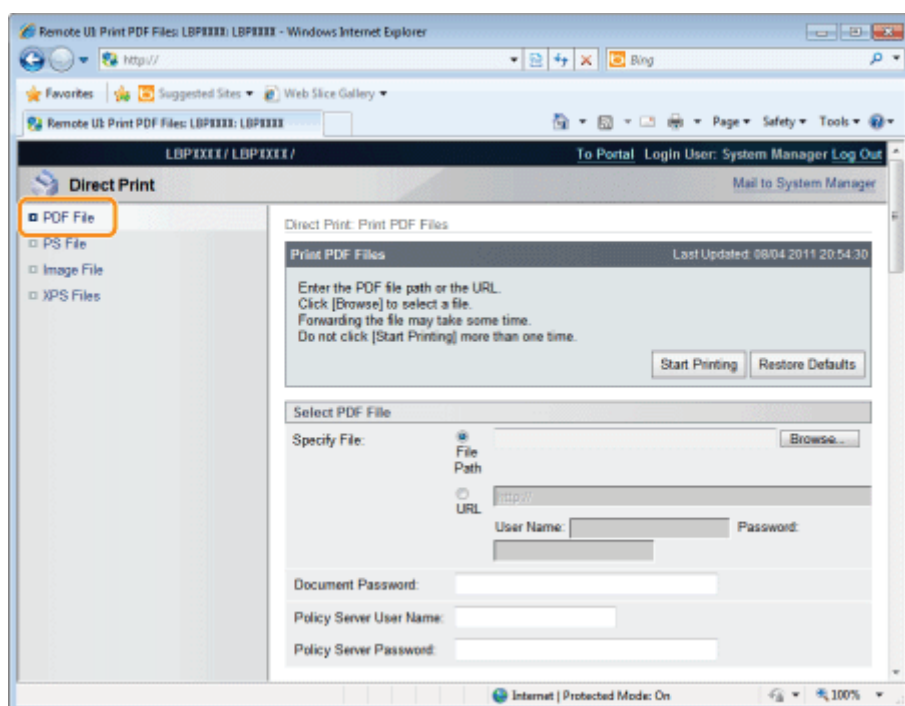 Remote UI: Print PDF Files: LBPXXXX: LBPXXXX - Windows Internet Explorer
http://
Bing
Favorites Suggested Sites Web Slice Gallery
Remote UI: Print PDF Files: LBPXXXX: LBPXXXX
Page Safety Tools
LBPXXXX / LBPXXXX /
To Portal Login User: System Manager Log Out
Direct Print
Mail to System Manager
PDF File
PS File
Image File
XPS Files
Direct Print: Print PDF Files
Print PDF Files
Last Updated: 08/04 2011 20:54:30
Enter the PDF file path or the URL.
Click [Browse] to select a file.
Forwarding the file may take some time.
Do not click [Start Printing] more than one time.
Start Printing Restore Defaults
Select PDF File
Specify File:
File
Path
Browse...
URL
http://
User Name: Password:
Document Password:
Policy Server User Name:
Policy Server Password:
Internet | Protected Mode: On
100%